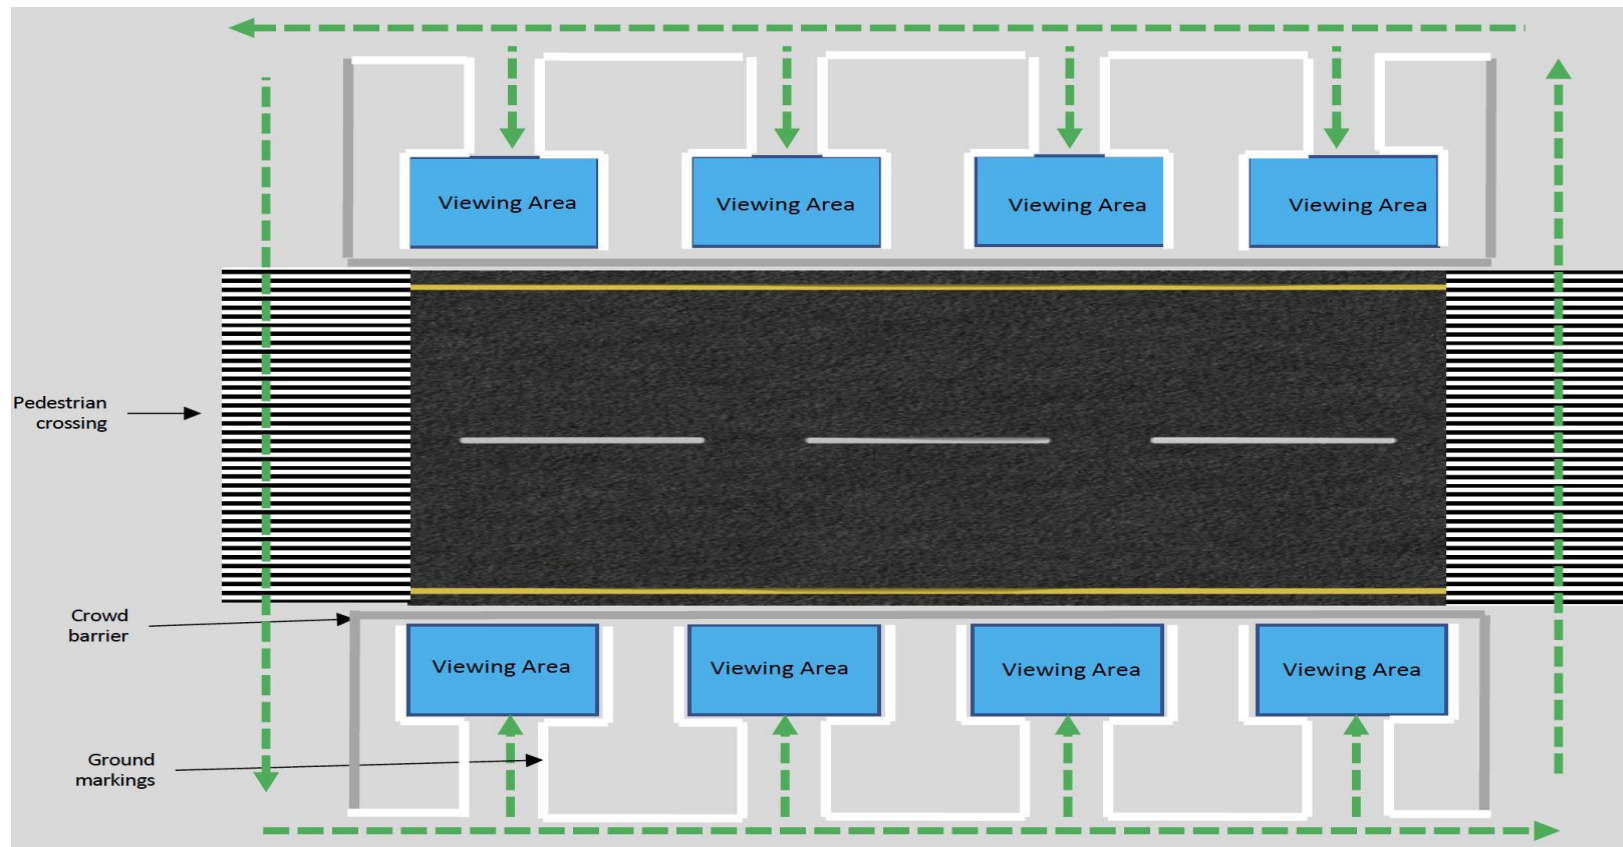 Viewing Area
Viewing Area
Viewing Area
Viewing Area
Pedestrian
crossing
Crowd
barrier
Viewing Area
Viewing Area
Viewing Area
Viewing Area
Ground
markings